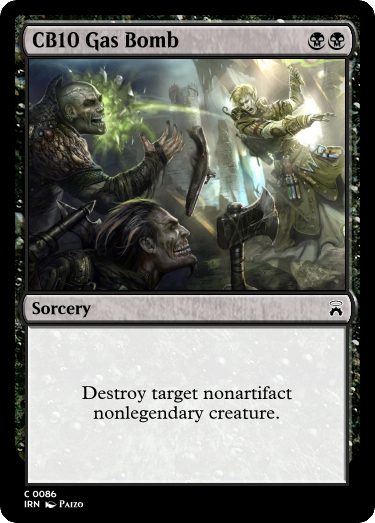 CB10 Gas Bomb
Sorcery
Destroy target nonartifact
nonlegendary creature.
C 0086
IRN Paizo